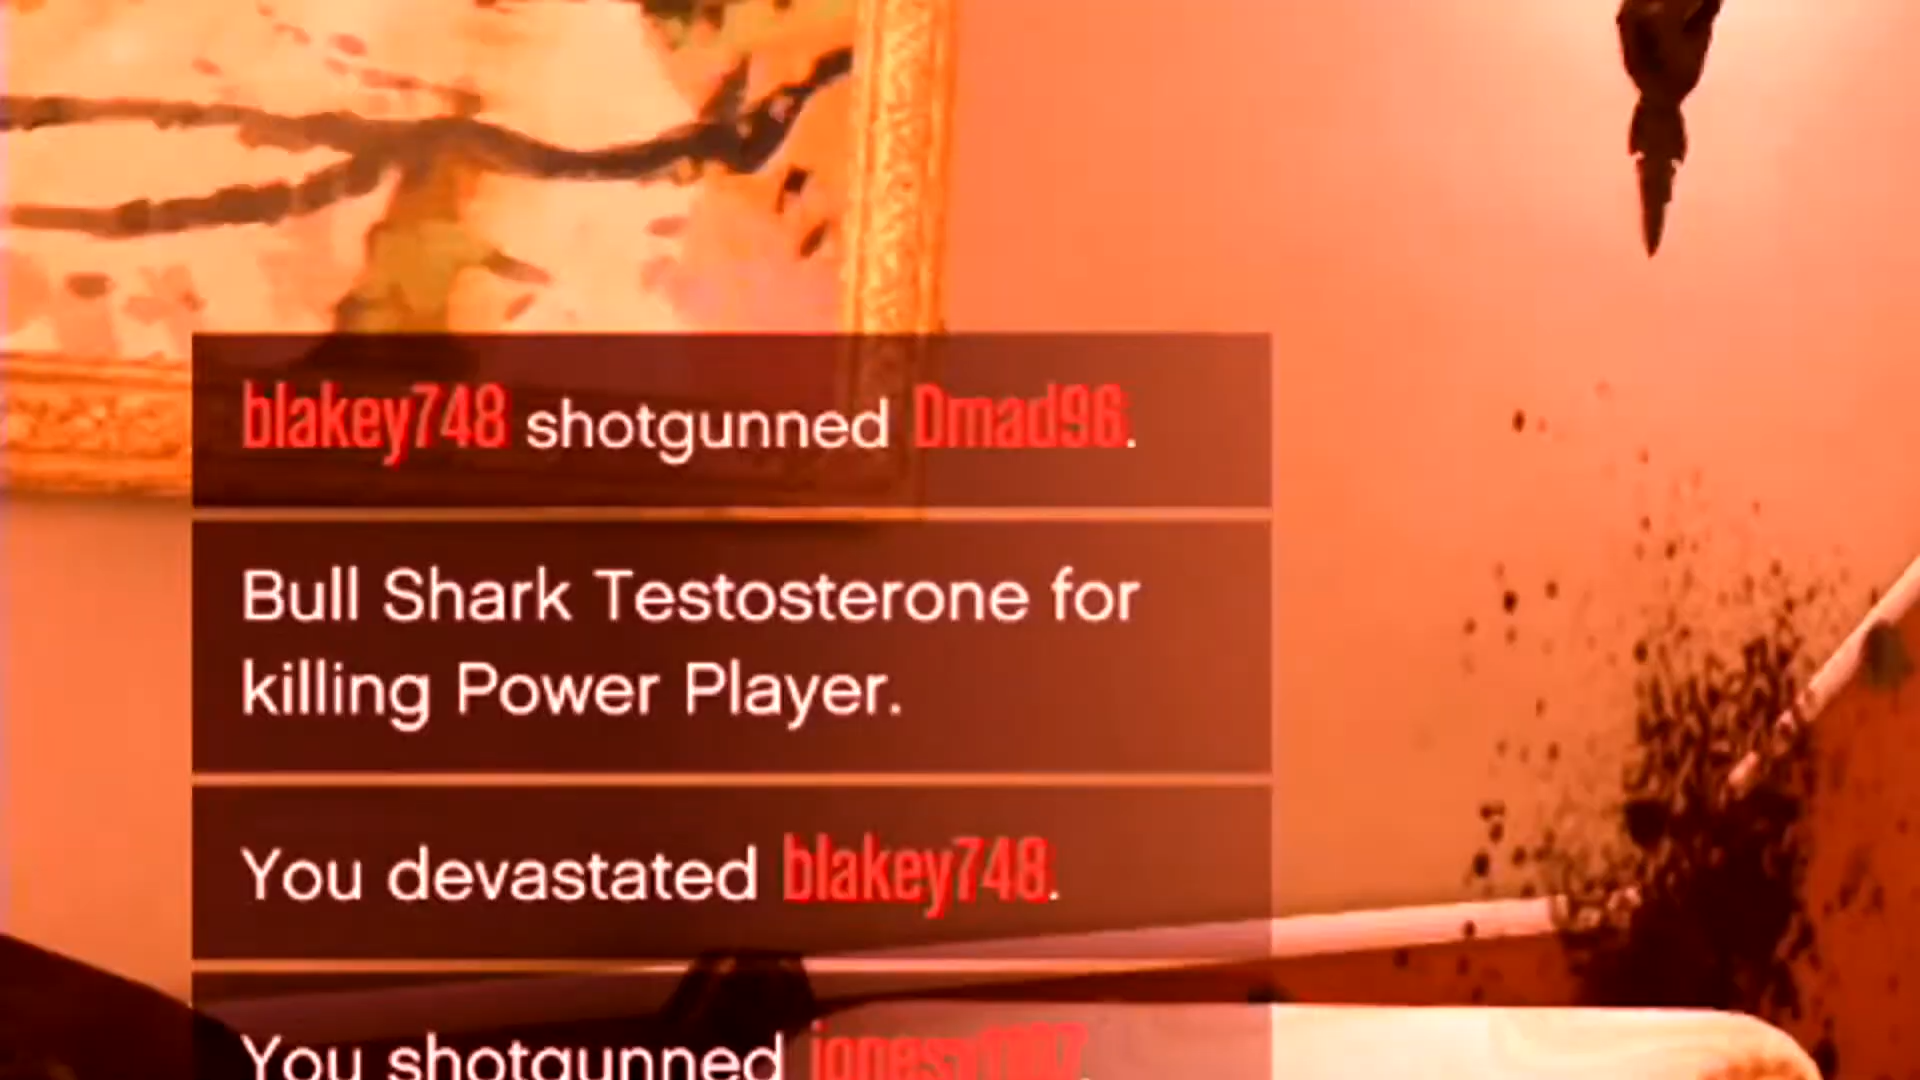 blakey748 shotgunned Dmad96.
Bull Shark Testosterone for
killing Power Player.
You devastated blakey748.
You shotgunned